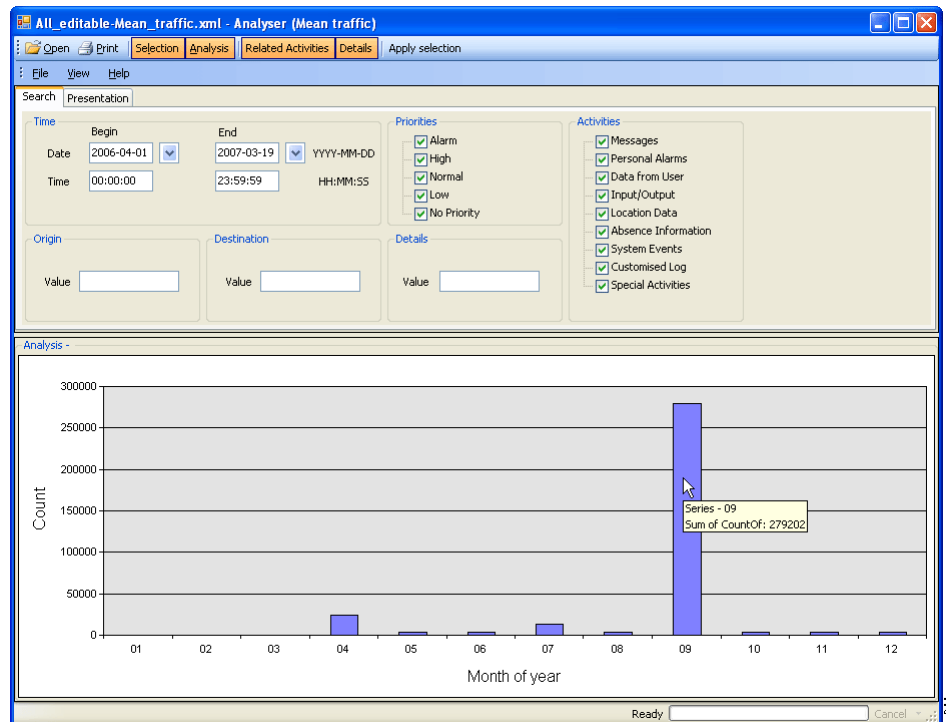 All_editable-Mean_traffic.xml - Analyser (Mean traffic)
Open Print Selection Analysis Related Activities Details Apply selection
File View Help
Search Presentation
Time
Begin End
Date 2006-04-01 2007-03-19 YYYY-MM-DD
Time 00:00:00 23:59:59 HH:MM:SS
Priorities
Alarm
High
Normal
Low
No Priority
Activities
Messages
Personal Alarms
Data from User
Input/Output
Location Data
Absence Information
System Events
Customised Log
Special Activities
Origin
Value
Destination
Value
Details
Value
Analysis -
300000
250000
200000
150000
100000
50000
0
Count
Series - 09
Sum of CountOf: 279202
01 02 03 04 05 06 07 08 09 10 11 12
Month of year
Ready Cancel